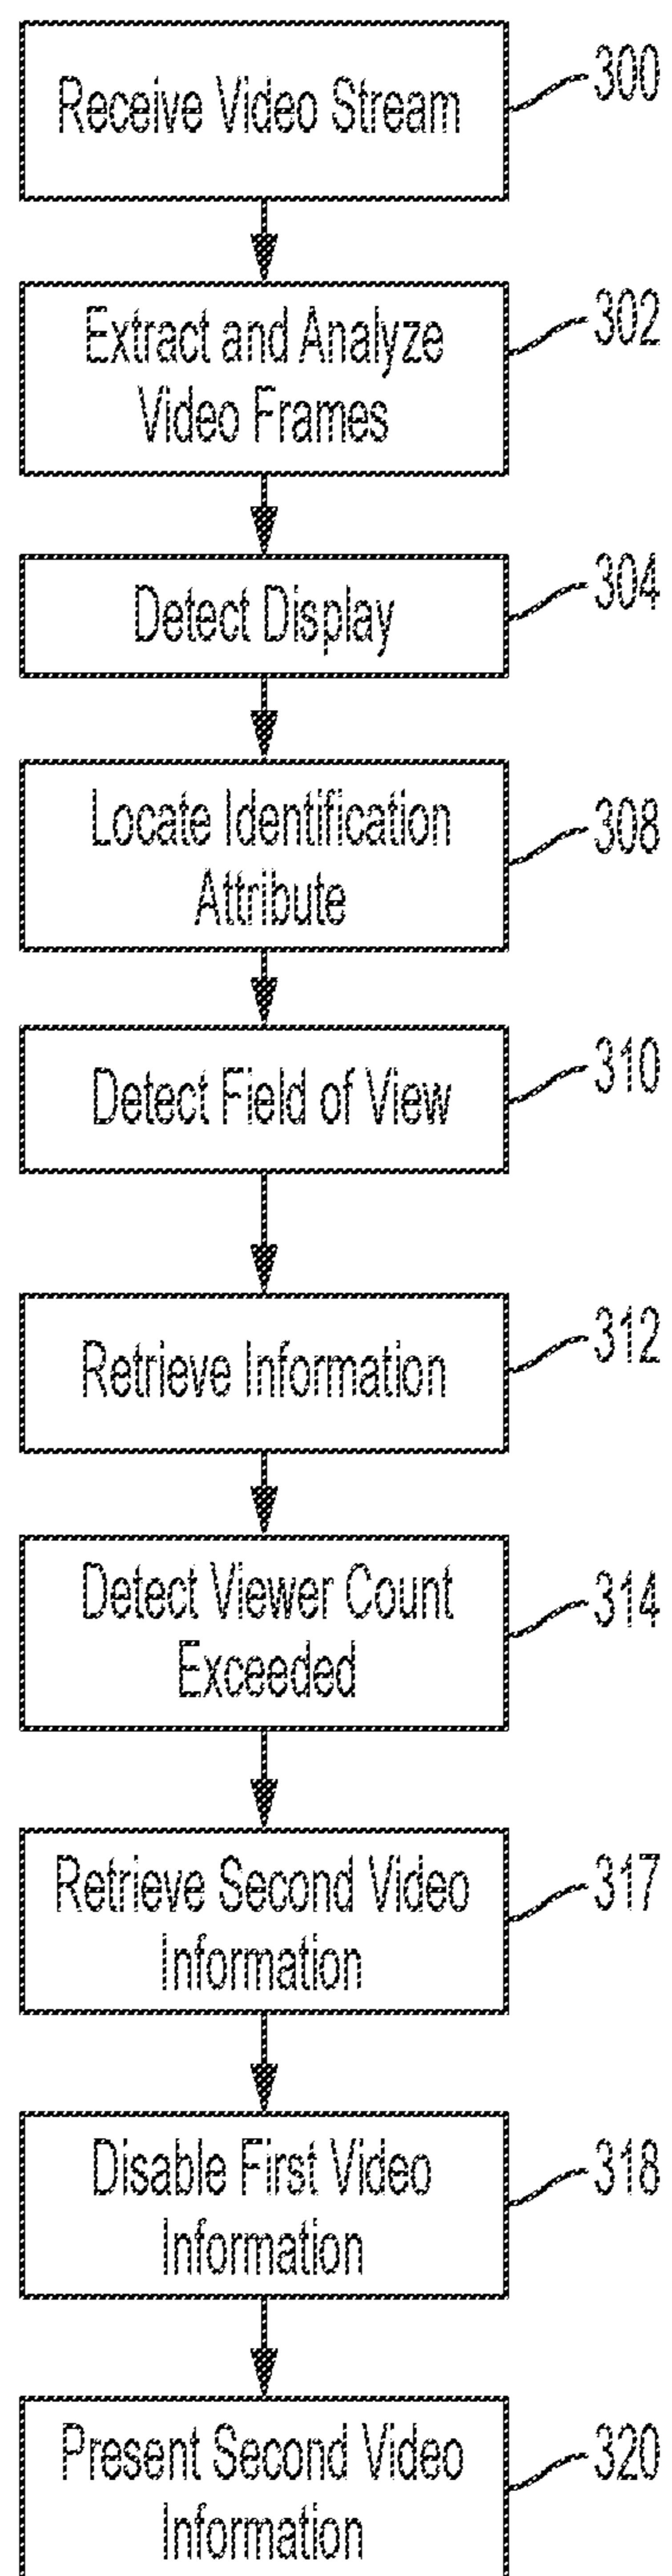 Receive Video Stream
300
Extract and Analyze
Video Frames
302
Detect Display
304
Locate Identification
Attribute
308
Detect Field of View
310
Retrieve Information
312
Detect Viewer Count
Exceeded
314
Retrieve Second Video
Information
317
Disable First Video
Information
318
Present Second Video
Information
320